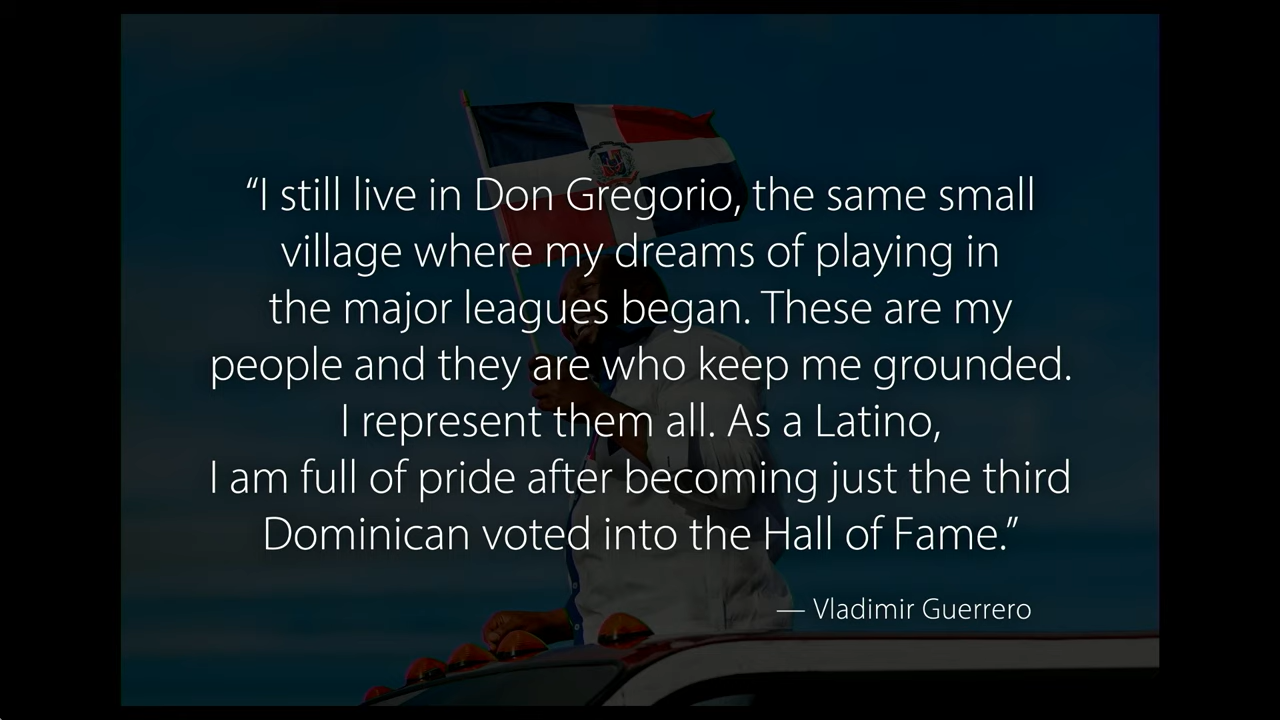 “I still live in Don Gregorio, the same small
village where my dreams of playing in
the major leagues began. These are my
people and they are who keep me grounded.
I represent them all. As a Latino,
I am full of pride after becoming just the third
Dominican voted into the Hall of Fame.”
— Vladimir Guerrero